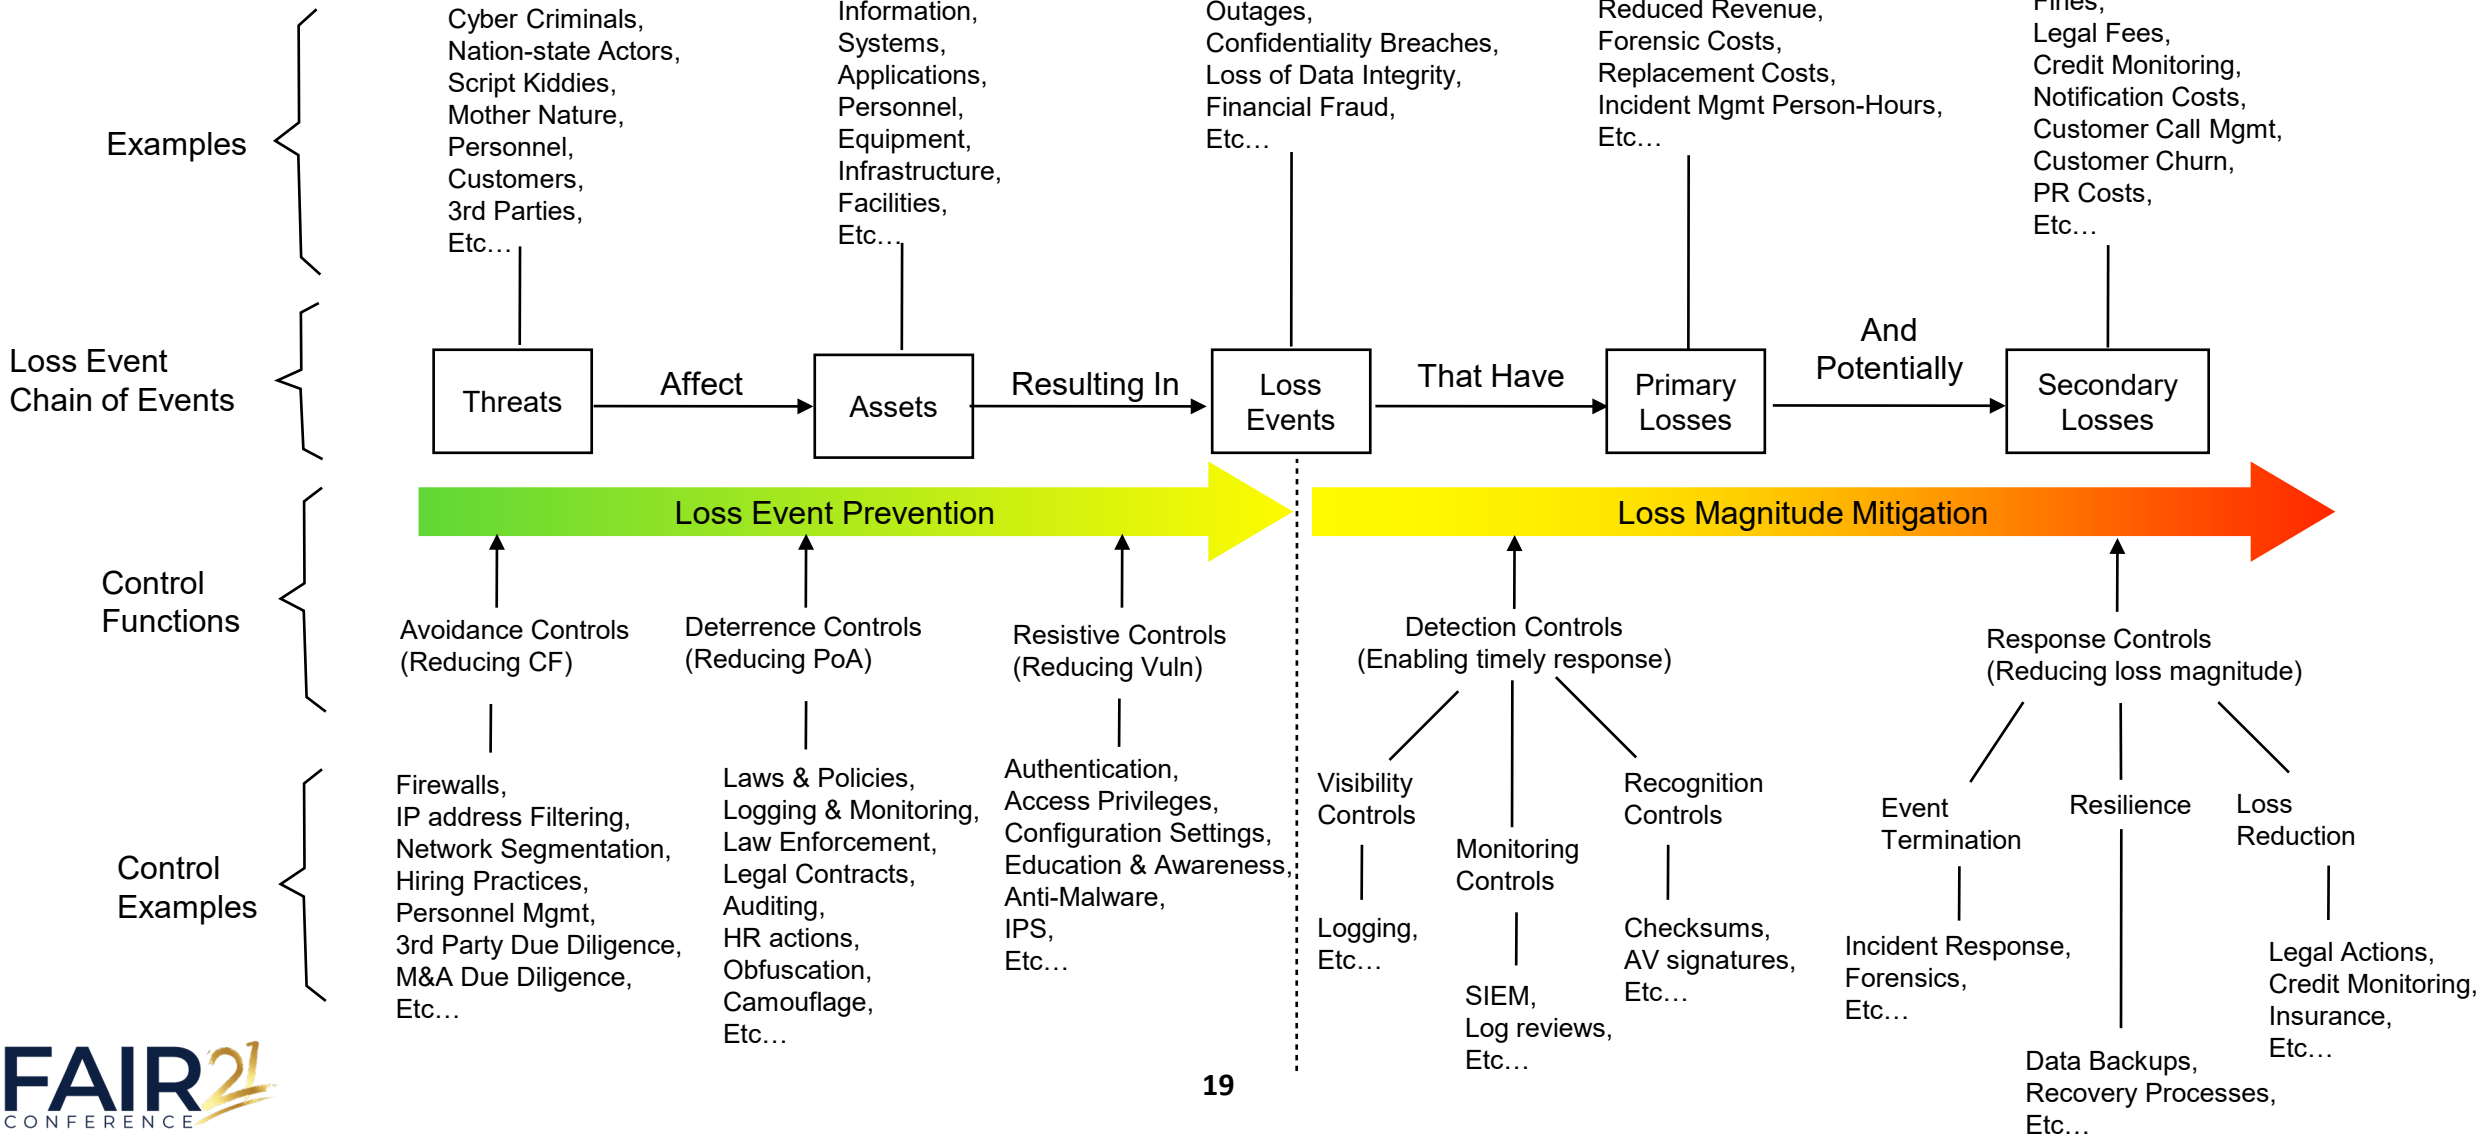 Examples
Cyber Criminals,
Nation-state Actors,
Script Kiddies,
Mother Nature,
Personnel,
Customers,
3rd Parties,
Etc…
Information,
Systems,
Applications,
Personnel,
Equipment,
Infrastructure,
Facilities,
Etc…
Outages,
Confidentiality Breaches,
Loss of Data Integrity,
Financial Fraud,
Etc…
Reduced Revenue,
Forensic Costs,
Replacement Costs,
Incident Mgmt Person-Hours,
Etc…
Fines,
Legal Fees,
Credit Monitoring,
Notification Costs,
Customer Call Mgmt,
Customer Churn,
PR Costs,
Etc…
Loss Event
Chain of Events
Threats
Affect
Assets
Resulting In
Loss
Events
That Have
Primary
Losses
And
Potentially
Secondary
Losses
Loss Event Prevention
Loss Magnitude Mitigation
Control
Functions
Avoidance Controls
(Reducing CF)
Deterrence Controls
(Reducing PoA)
Resistive Controls
(Reducing Vuln)
Detection Controls
(Enabling timely response)
Response Controls
(Reducing loss magnitude)
Control
Examples
Firewalls,
IP address Filtering,
Network Segmentation,
Hiring Practices,
Personnel Mgmt,
3rd Party Due Diligence,
M&A Due Diligence,
Etc…
Laws & Policies,
Logging & Monitoring,
Law Enforcement,
Legal Contracts,
Auditing,
HR actions,
Obfuscation,
Camouflage,
Etc…
Authentication,
Access Privileges,
Configuration Settings,
Education & Awareness,
Anti-Malware,
IPS,
Etc…
Visibility
Controls
Logging,
Etc…
Monitoring
Controls
SIEM,
Log reviews,
Etc…
Recognition
Controls
Checksums,
AV signatures,
Etc…
Event
Termination
Incident Response,
Forensics,
Etc…
Resilience
Data Backups,
Recovery Processes,
Etc…
Loss
Reduction
Legal Actions,
Credit Monitoring,
Insurance,
Etc…
FAIR21
CONFERENCE
19